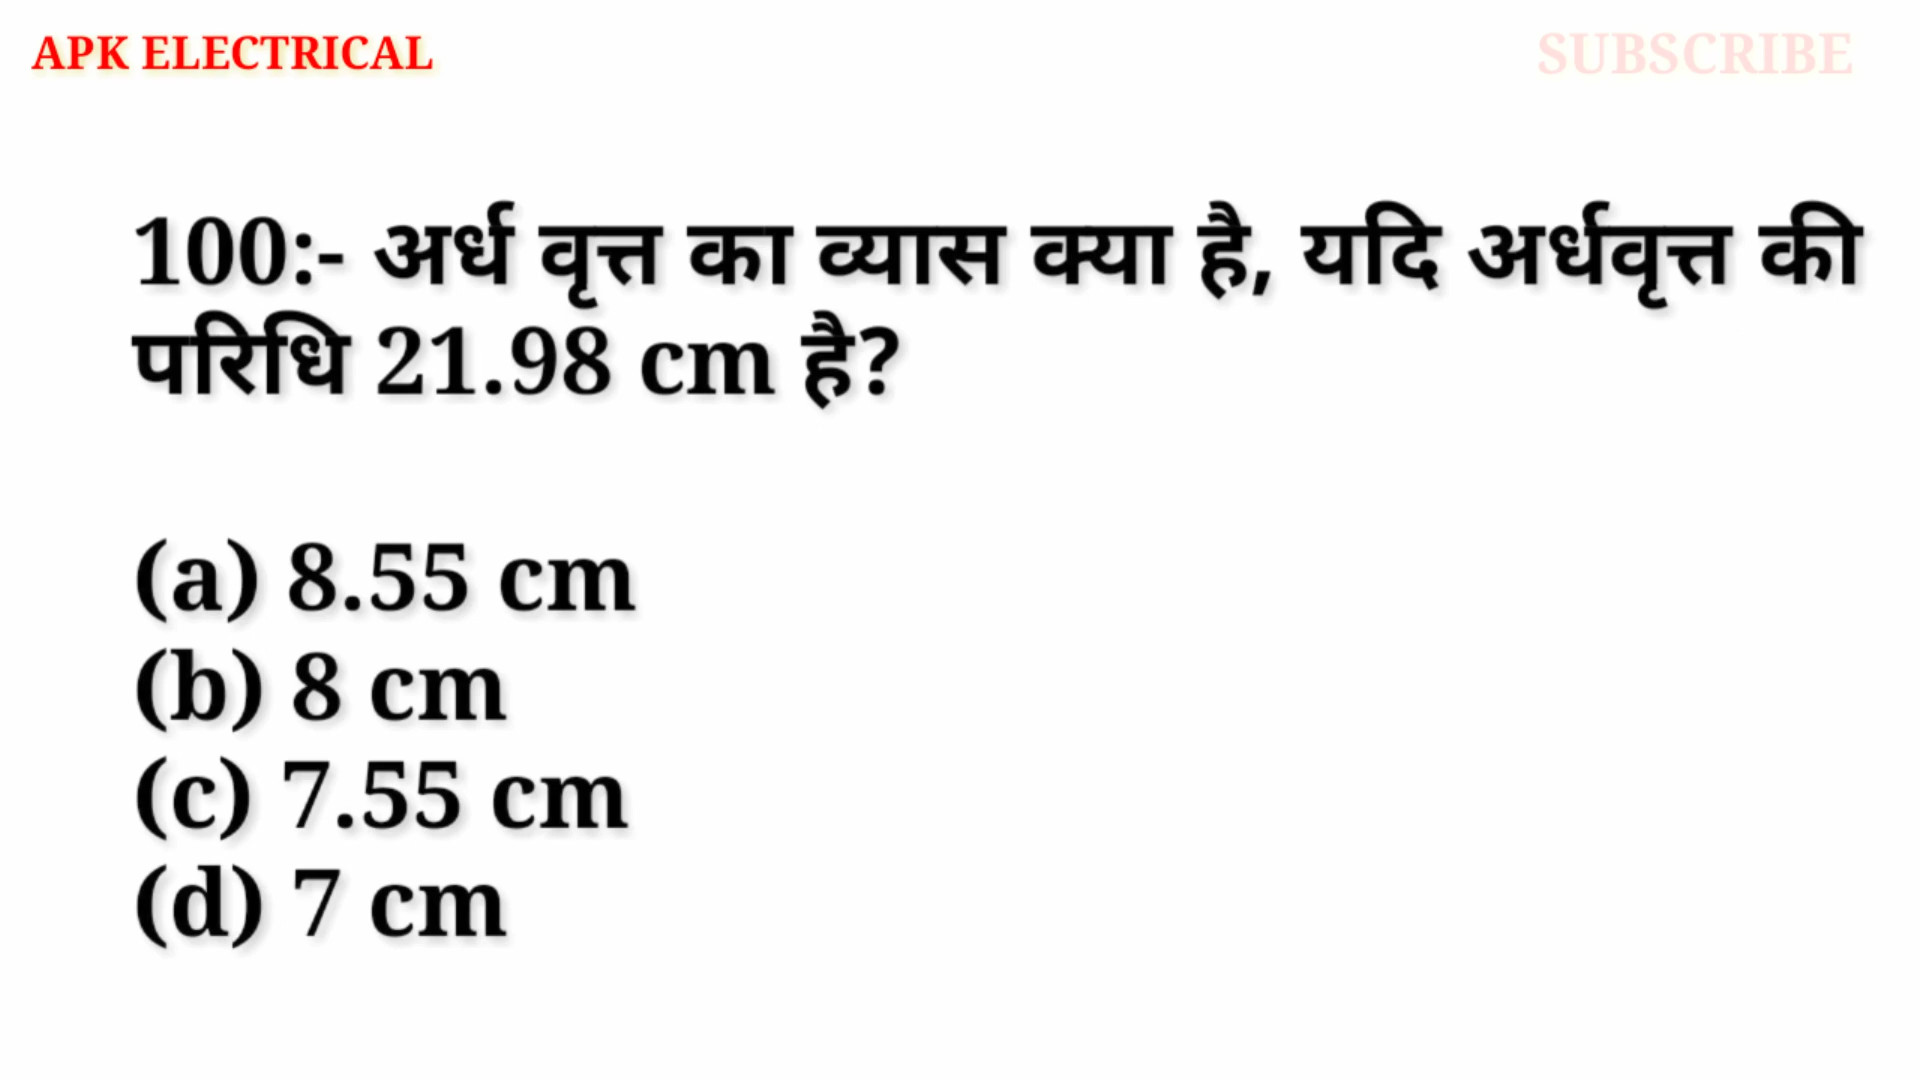 APK ELECTRICAL
SUBSCRIBE
100:- अर्ध वृत्त का व्यास क्या है, यदि अर्धवृत्त की
परिधि 21.98 cm है?
(a) 8.55 cm
(b) 8 cm
(c) 7.55 cm
(d) 7 cm